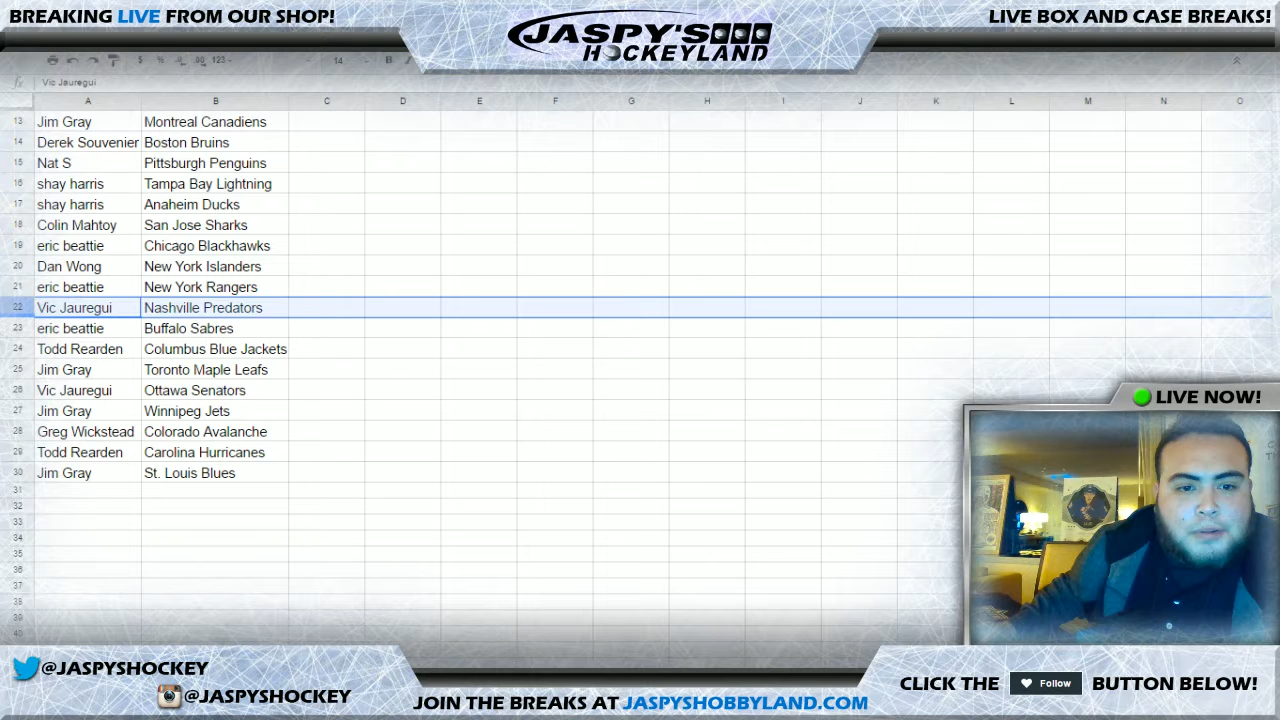 BREAKING LIVE FROM OUR SHOP!
JASPY'S
HOCKEYLAND
LIVE BOX AND CASE BREAKS!
$ % .0 .00 123 14 B
fx Vic Jauregui
A B C D E F G H I J K L M N O
13 Jim Gray Montreal Canadiens
14 Derek Souvenier Boston Bruins
15 Nat S Pittsburgh Penguins
16 shay harris Tampa Bay Lightning
17 shay harris Anaheim Ducks
18 Colin Mahtoy San Jose Sharks
19 eric beattie Chicago Blackhawks
20 Dan Wong New York Islanders
21 eric beattie New York Rangers
22 Vic Jauregui Nashville Predators
23 eric beattie Buffalo Sabres
24 Todd Rearden Columbus Blue Jackets
25 Jim Gray Toronto Maple Leafs
26 Vic Jauregui Ottawa Senators
27 Jim Gray Winnipeg Jets
28 Greg Wickstead Colorado Avalanche
29 Todd Rearden Carolina Hurricanes
30 Jim Gray St. Louis Blues
31
32
33
34
35
36
37
38
39
40
LIVE NOW!
@JASPYSHOCKEY
@JASPYSHOCKEY
JOIN THE BREAKS AT JASPYSHOBBYLAND.COM
CLICK THE Follow BUTTON BELOW!